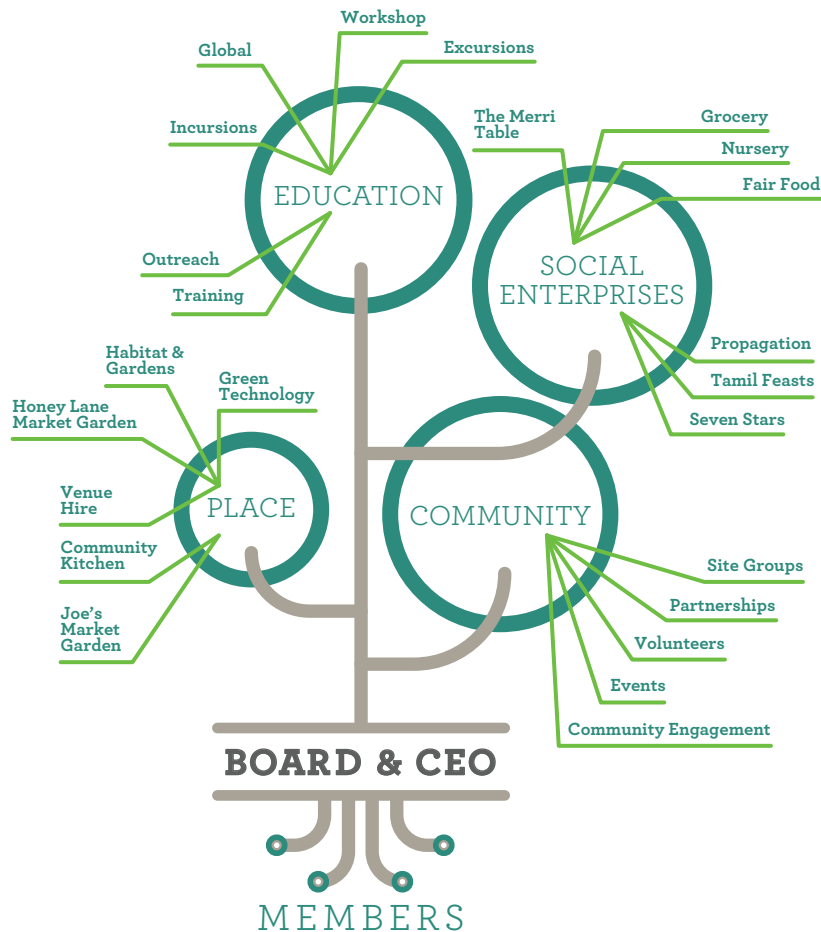 Workshop
Global
Excursions
Incursions
EDUCATION
Outreach
Training
The Merri
Table
Grocery
Nursery
Fair Food
SOCIAL
ENTERPRISES
Propagation
Tamil Feasts
Seven Stars
Habitat &
Gardens
Green
Technology
Honey Lane
Market Garden
Venue
Hire
PLACE
Community
Kitchen
Joe's
Market
Garden
COMMUNITY
Site Groups
Partnerships
Volunteers
Events
Community Engagement
BOARD & CEO
MEMBERS